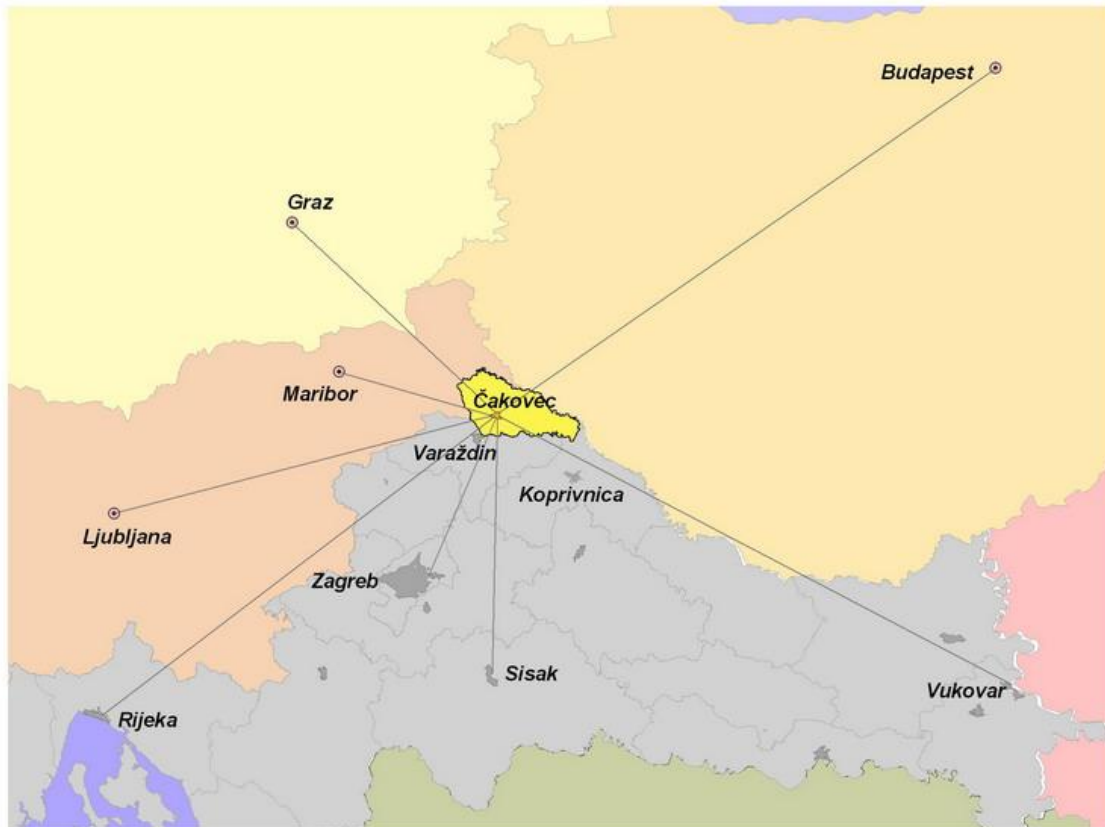 Budapest
Graz
Maribor
Čakovec
Varaždin
Koprivnica
Ljubljana
Zagreb
Sisak
Vukovar
Rijeka